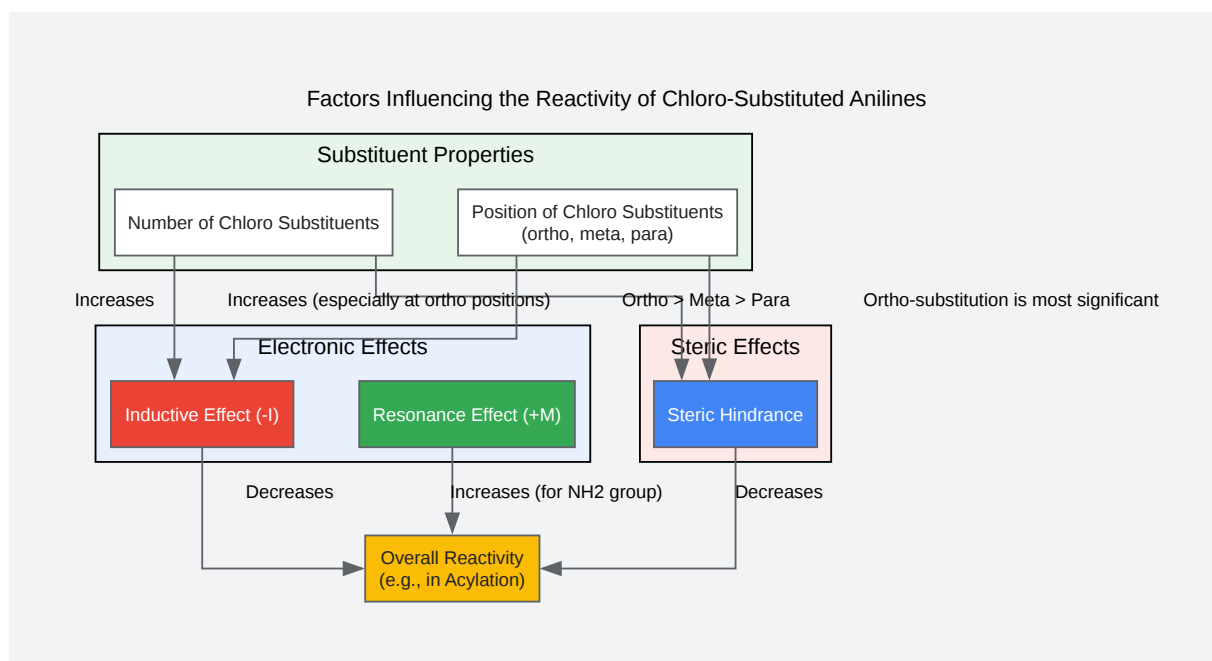 Factors Influencing the Reactivity of Chloro-Substituted Anilines
Substituent Properties
Number of Chloro Substituents
Position of Chloro Substituents
(ortho, meta, para)
Increases
Increases (especially at ortho positions)
Ortho > Meta > Para
Ortho-substitution is most significant
Electronic Effects
Steric Effects
Inductive Effect (-I)
Resonance Effect (+M)
Steric Hindrance
Decreases
Increases (for NH2 group)
Decreases
Overall Reactivity
(e.g., in Acylation)